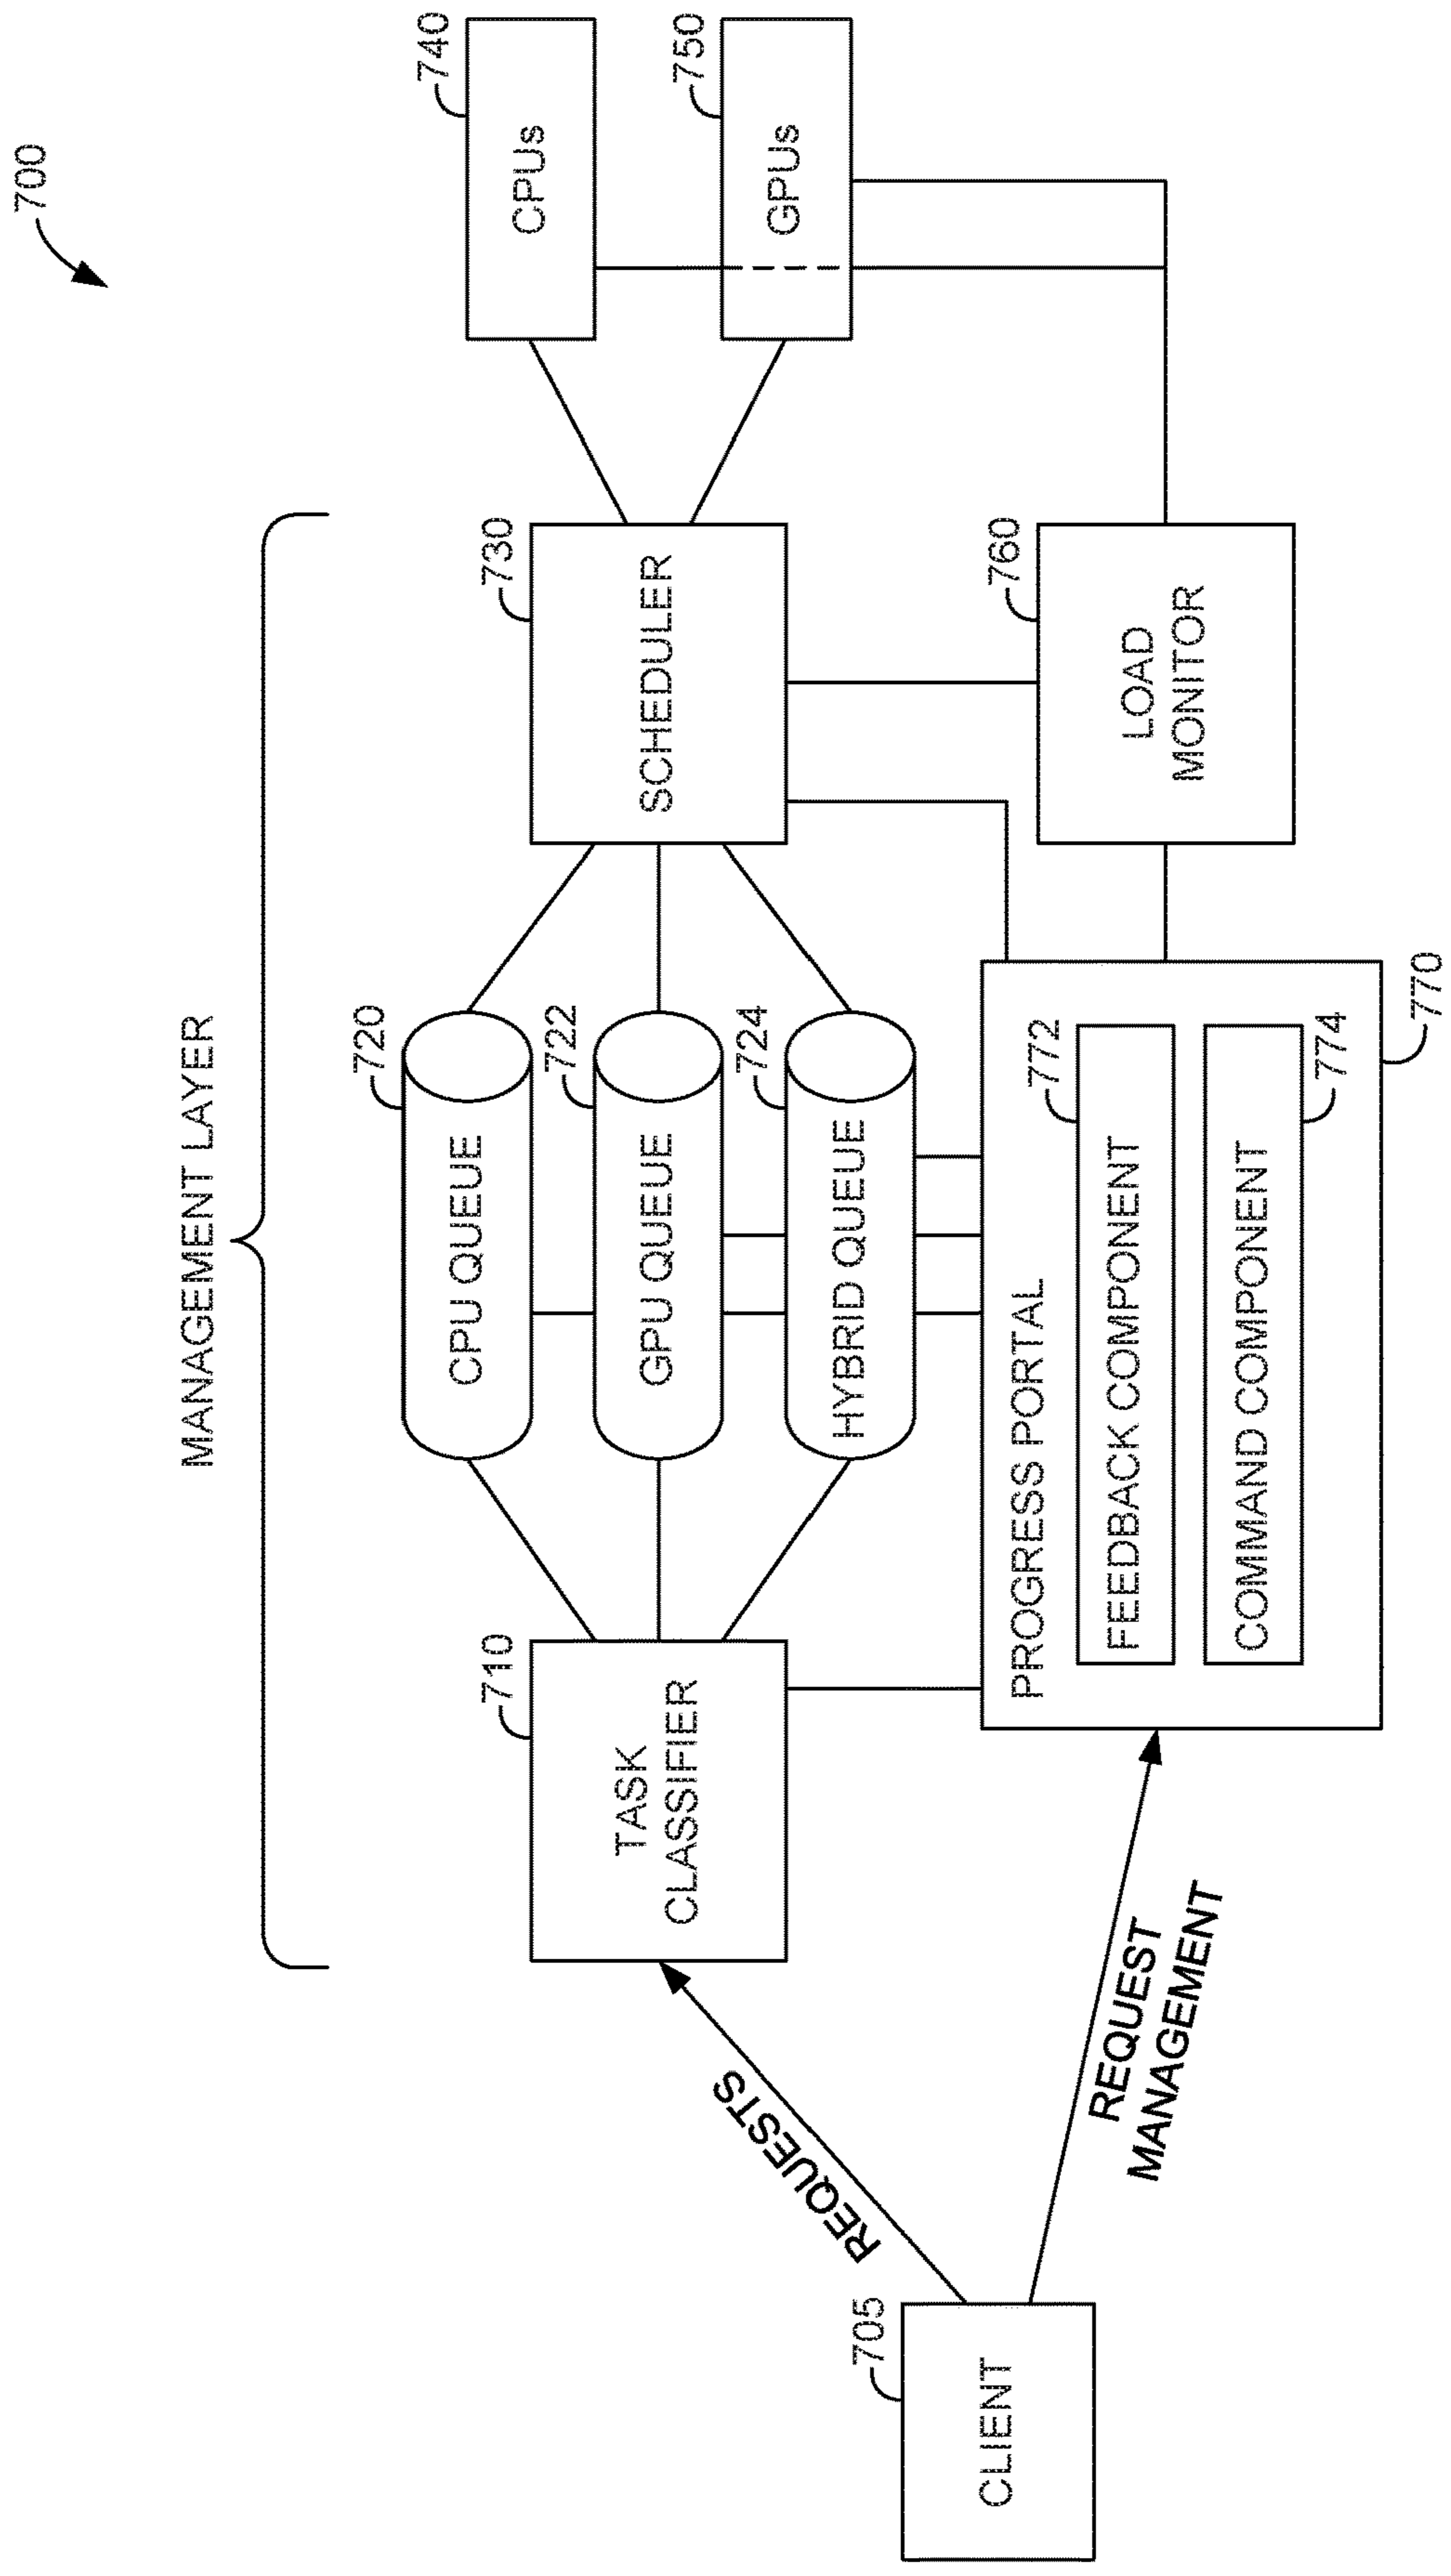 700
MANAGEMENT LAYER
705
CLIENT
REQUESTS
REQUEST
MANAGEMENT
710
TASK
CLASSIFIER
720
CPU QUEUE
722
GPU QUEUE
724
HYBRID QUEUE
730
SCHEDULER
740
CPUs
750
GPUs
760
LOAD
MONITOR
PROGRESS PORTAL
772
FEEDBACK COMPONENT
COMMAND COMPONENT
774
770